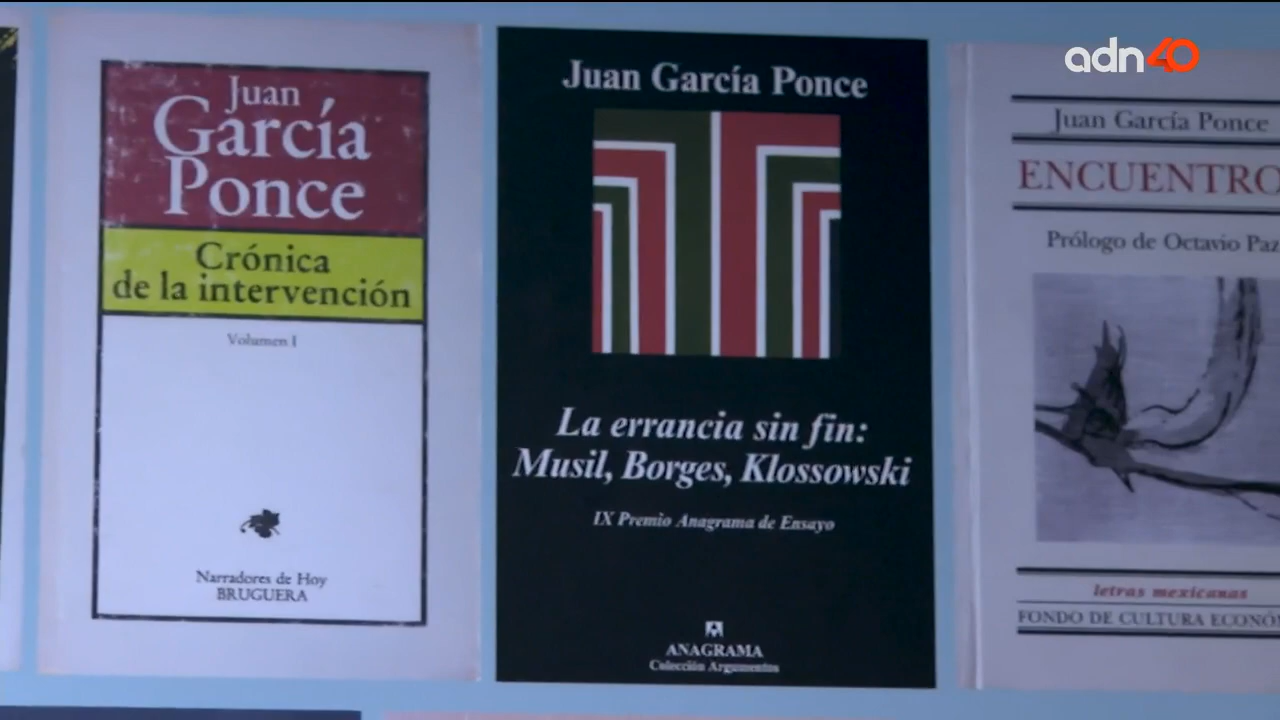 Juan
García
Ponce
Crónica
de la intervención
Volumen I
Narradores de Hoy
BRUGUERA
Juan García Ponce
La errancia sin fin:
Musil, Borges, Klossowski
IX Premio Anagrama de Ensayo
ANAGRAMA
Colección Argumentos
adn40
Juan García Ponce
ENCUENTRO
Prólogo de Octavio Paz
letras mexicanas
FONDO DE CULTURA ECONÓM